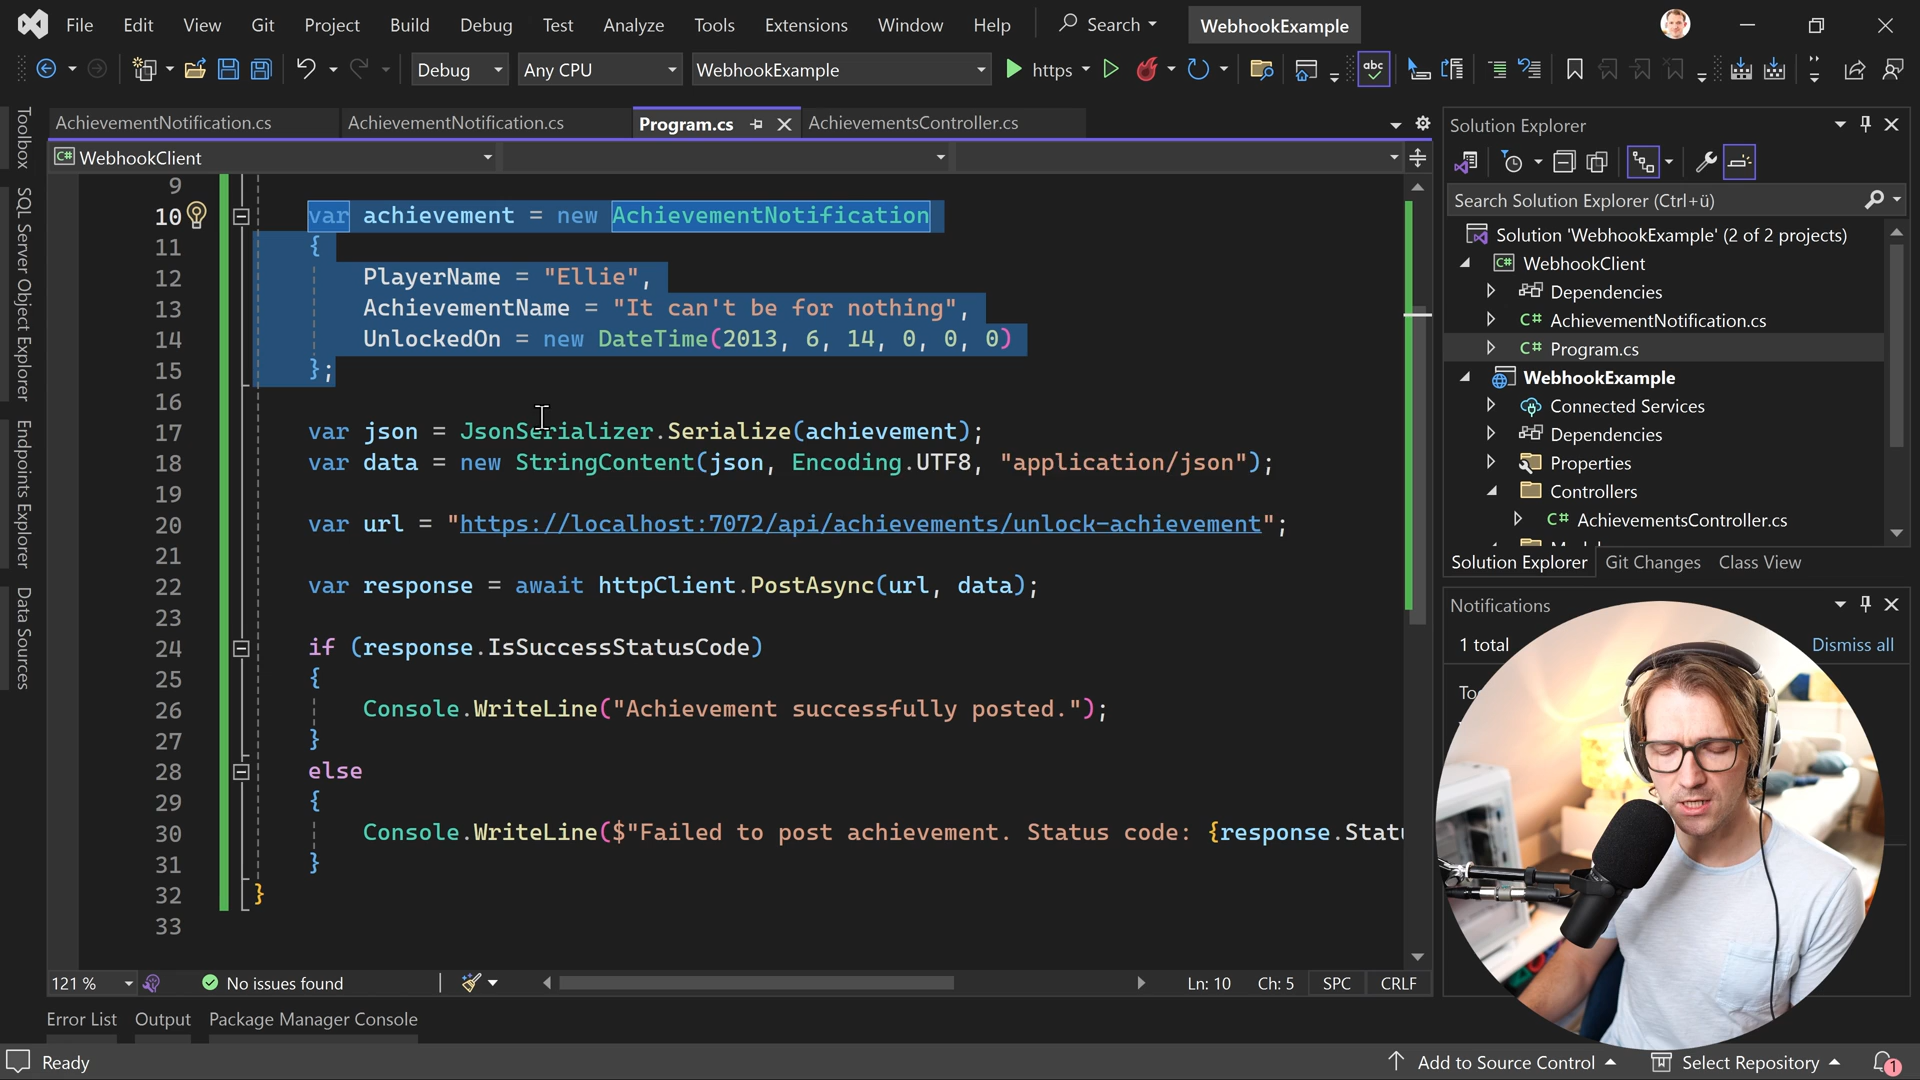 File Edit View Git Project Build Debug Test Analyze Tools Extensions Window Help Search WebhookExample
Debug Any CPU WebhookExample https abc
AchievementNotification.cs AchievementNotification.cs Program.cs AchievementsController.cs
C# WebhookClient
9
10 var achievement = new AchievementNotification
11 {
12 PlayerName = "Ellie",
13 AchievementName = "It can't be for nothing",
14 UnlockedOn = new DateTime(2013, 6, 14, 0, 0, 0)
15 };
16
17 var json = JsonSerializer.Serialize(achievement);
18 var data = new StringContent(json, Encoding.UTF8, "application/json");
19
20 var url = "https://localhost:7072/api/achievements/unlock-achievement";
21
22 var response = await httpClient.PostAsync(url, data);
23
24 if (response.IsSuccessStatusCode)
25 {
26 Console.WriteLine("Achievement successfully posted.");
27 }
28 else
29 {
30 Console.WriteLine($"Failed to post achievement. Status code: {response.Statu
31 }
32 }
33
121 % No issues found Ln: 10 Ch: 5 SPC CRLF
Error List Output Package Manager Console
Ready Add to Source Control Select Repository 1
Toolbox
SQL Server Object Explorer
Endpoints Explorer
Data Sources
Solution Explorer
Search Solution Explorer (Ctrl+ü)
Solution 'WebhookExample' (2 of 2 projects)
C# WebhookClient
Dependencies
C# AchievementNotification.cs
C# Program.cs
WebhookExample
Connected Services
Dependencies
Properties
Controllers
C# AchievementsController.cs
Solution Explorer Git Changes Class View
Notifications
1 total Dismiss all